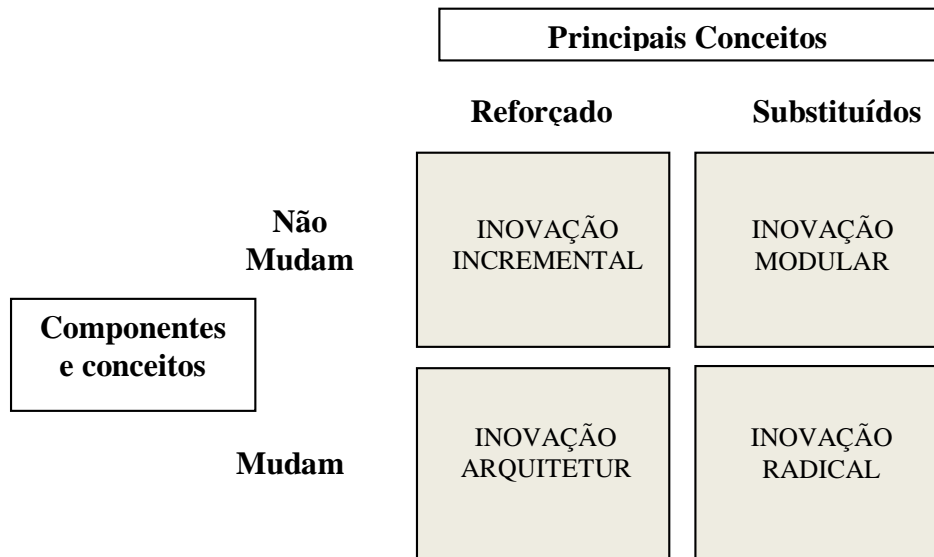 Principais Conceitos
Reforçado
Substituídos
Não
Mudam
INOVAÇÃO
INCREMENTAL
INOVAÇÃO
MODULAR
Componentes
e conceitos
Mudam
INOVAÇÃO
ARQUITETUR
INOVAÇÃO
RADICAL